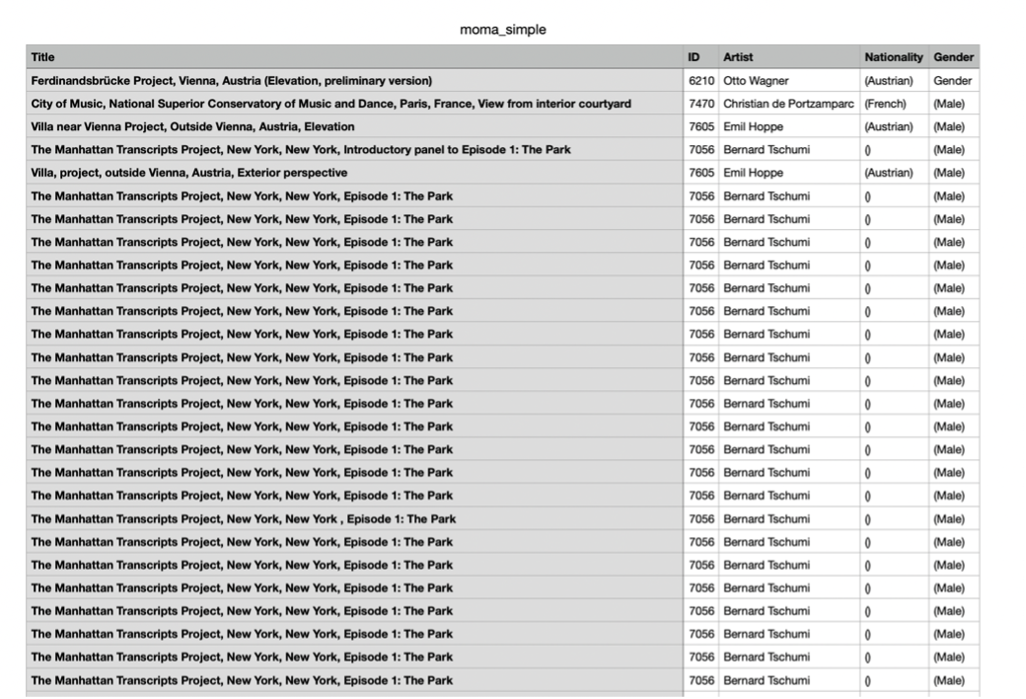 moma_simple
Title ID Artist Nationality Gender
Ferdinandsbrücke Project, Vienna, Austria (Elevation, preliminary version) 6210 Otto Wagner (Austrian) Gender
City of Music, National Superior Conservatory of Music and Dance, Paris, France, View from interior courtyard 7470 Christian de Portzamparc (French) (Male)
Villa near Vienna Project, Outside Vienna, Austria, Elevation 7605 Emil Hoppe (Austrian) (Male)
The Manhattan Transcripts Project, New York, New York, Introductory panel to Episode 1: The Park 7056 Bernard Tschumi () (Male)
Villa, project, outside Vienna, Austria, Exterior perspective 7605 Emil Hoppe (Austrian) (Male)
The Manhattan Transcripts Project, New York, New York, Episode 1: The Park 7056 Bernard Tschumi () (Male)
The Manhattan Transcripts Project, New York, New York, Episode 1: The Park 7056 Bernard Tschumi () (Male)
The Manhattan Transcripts Project, New York, New York, Episode 1: The Park 7056 Bernard Tschumi () (Male)
The Manhattan Transcripts Project, New York, New York, Episode 1: The Park 7056 Bernard Tschumi () (Male)
The Manhattan Transcripts Project, New York, New York, Episode 1: The Park 7056 Bernard Tschumi () (Male)
The Manhattan Transcripts Project, New York, New York, Episode 1: The Park 7056 Bernard Tschumi () (Male)
The Manhattan Transcripts Project, New York, New York, Episode 1: The Park 7056 Bernard Tschumi () (Male)
The Manhattan Transcripts Project, New York, New York, Episode 1: The Park 7056 Bernard Tschumi () (Male)
The Manhattan Transcripts Project, New York, New York, Episode 1: The Park 7056 Bernard Tschumi () (Male)
The Manhattan Transcripts Project, New York, New York, Episode 1: The Park 7056 Bernard Tschumi () (Male)
The Manhattan Transcripts Project, New York, New York, Episode 1: The Park 7056 Bernard Tschumi () (Male)
The Manhattan Transcripts Project, New York, New York, Episode 1: The Park 7056 Bernard Tschumi () (Male)
The Manhattan Transcripts Project, New York, New York, Episode 1: The Park 7056 Bernard Tschumi () (Male)
The Manhattan Transcripts Project, New York, New York, Episode 1: The Park 7056 Bernard Tschumi () (Male)
The Manhattan Transcripts Project, New York, New York , Episode 1: The Park 7056 Bernard Tschumi () (Male)
The Manhattan Transcripts Project, New York, New York, Episode 1: The Park 7056 Bernard Tschumi () (Male)
The Manhattan Transcripts Project, New York, New York, Episode 1: The Park 7056 Bernard Tschumi () (Male)
The Manhattan Transcripts Project, New York, New York, Episode 1: The Park 7056 Bernard Tschumi () (Male)
The Manhattan Transcripts Project, New York, New York, Episode 1: The Park 7056 Bernard Tschumi () (Male)
The Manhattan Transcripts Project, New York, New York, Episode 1: The Park 7056 Bernard Tschumi () (Male)
The Manhattan Transcripts Project, New York, New York, Episode 1: The Park 7056 Bernard Tschumi () (Male)
The Manhattan Transcripts Project, New York, New York, Episode 1: The Park 7056 Bernard Tschumi () (Male)